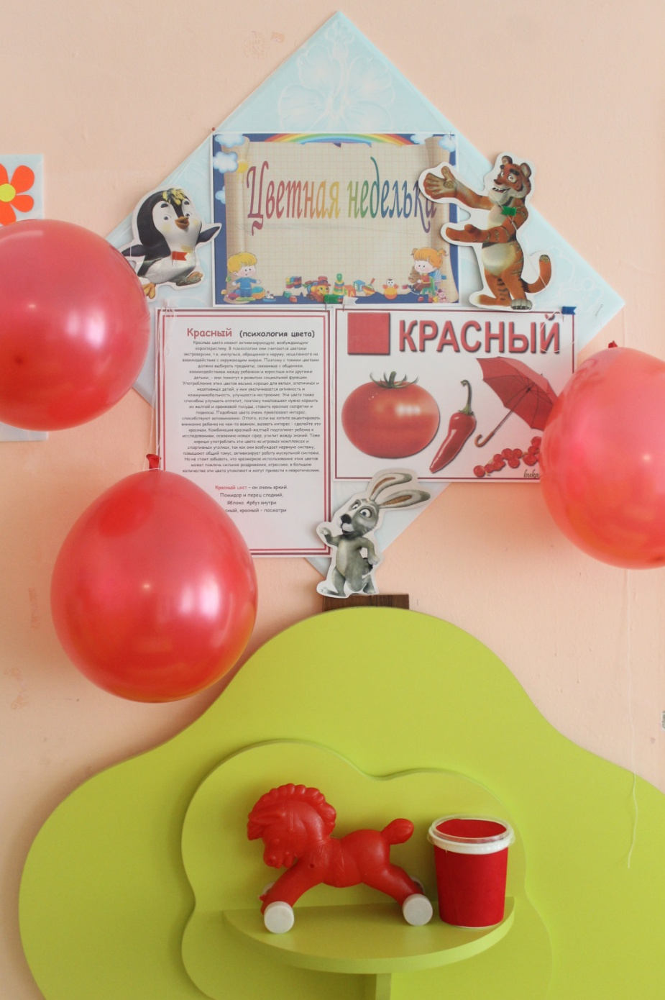 Цветная неделька
Красный (психология цвета)
Красные цвета имеют активизирующую, возбуждающую
характеристику. В психологии они считаются цветами
экстраверсии, т.е. импульса, обращенного наружу, нацеленного на
взаимодействие с окружающим миром. Поэтому с такими цветами
должно выбирать предметы, связанные с общением,
взаимодействием между ребенком и взрослым или другими
детьми, - они помогут в развитии социальной функции.
Употребление этих цветов весьма хорошо для вялых, апатичных и
неактивных детей, у них увеличивается активность и
коммуникабельность, улучшается настроение. Эти цвета также
способны улучшать аппетит, поэтому «малоешек» нужно кормить
из желтой и оранжевой посуды, ставить красные салфетки и
подносы. Подобные цвета очень привлекают интерес,
способствуют запоминанию. Оттого, если вы хотите акцентировать
внимание ребенка на чем-то важном, вызвать интерес - сделайте это
красным. Комбинация красный-желтый подтолкнет ребенка к
исследованиям, освоению новых сфер, усилит жажду знаний. Тоже
хорошо употреблять эти цвета на игровых комплексах и
спортивных уголках, так как они возбуждают нервную систему,
повышают общий тонус, активизирует работу мускульной системы.
Но не стоит забывать, что чрезмерное использование этих цветов
может повлечь сильное раздражение, агрессию, в большом
количестве эти цвета утомляют и могут привести к невротическим.
Красный цвет - он очень яркий.
Помидор и перец сладкий,
Яблоко, Арбуз внутри
красный - посмотри
КРАСНЫЙ